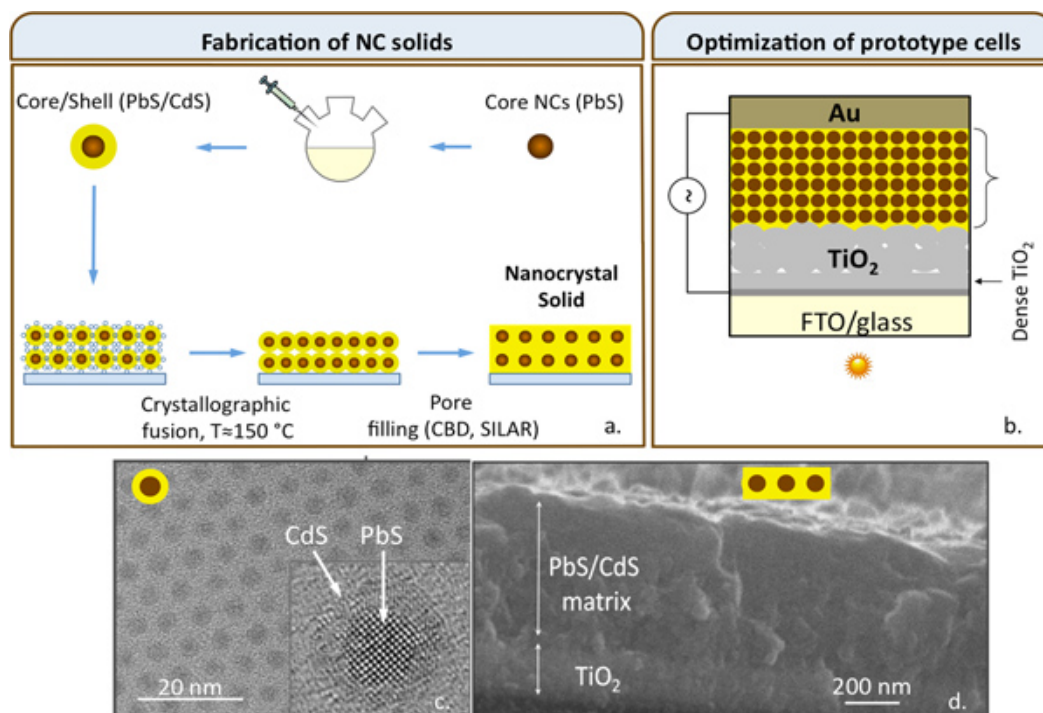 Fabrication of NC solids
Core/Shell (PbS/CdS)
Core NCs (PbS)
Nanocrystal
Solid
Crystallographic
fusion, T≈150 °C
Pore
filling (CBD, SILAR)
a.
Optimization of prototype cells
Au
~
TiO₂
Dense TiO₂
FTO/glass
b.
CdS
PbS
20 nm
c.
PbS/CdS
matrix
TiO₂
200 nm
d.